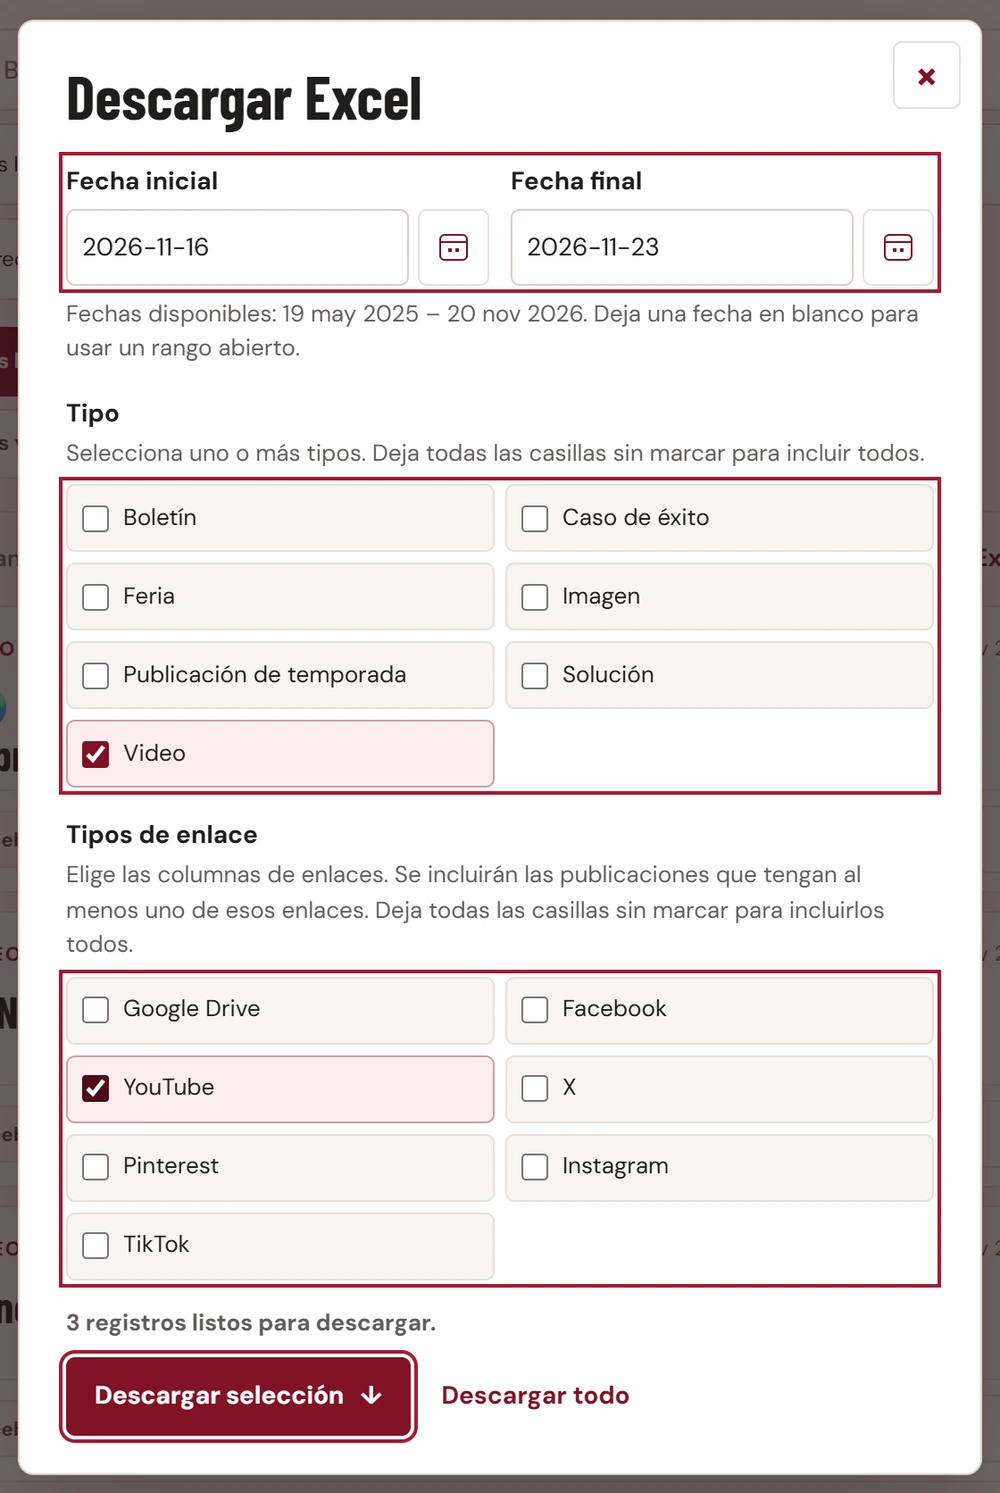 Descargar Excel
Fecha inicial
Fecha final
2026-11-16
2026-11-23
Fechas disponibles: 19 may 2025 – 20 nov 2026. Deja una fecha en blanco para
usar un rango abierto.
Tipo
Selecciona uno o más tipos. Deja todas las casillas sin marcar para incluir todos.
Boletín
Caso de éxito
Feria
Imagen
Publicación de temporada
Solución
Video
Tipos de enlace
Elige las columnas de enlaces. Se incluirán las publicaciones que tengan al
menos uno de esos enlaces. Deja todas las casillas sin marcar para incluirlos
todos.
Google Drive
Facebook
YouTube
X
Pinterest
Instagram
TikTok
3 registros listos para descargar.
Descargar selección ↓
Descargar todo